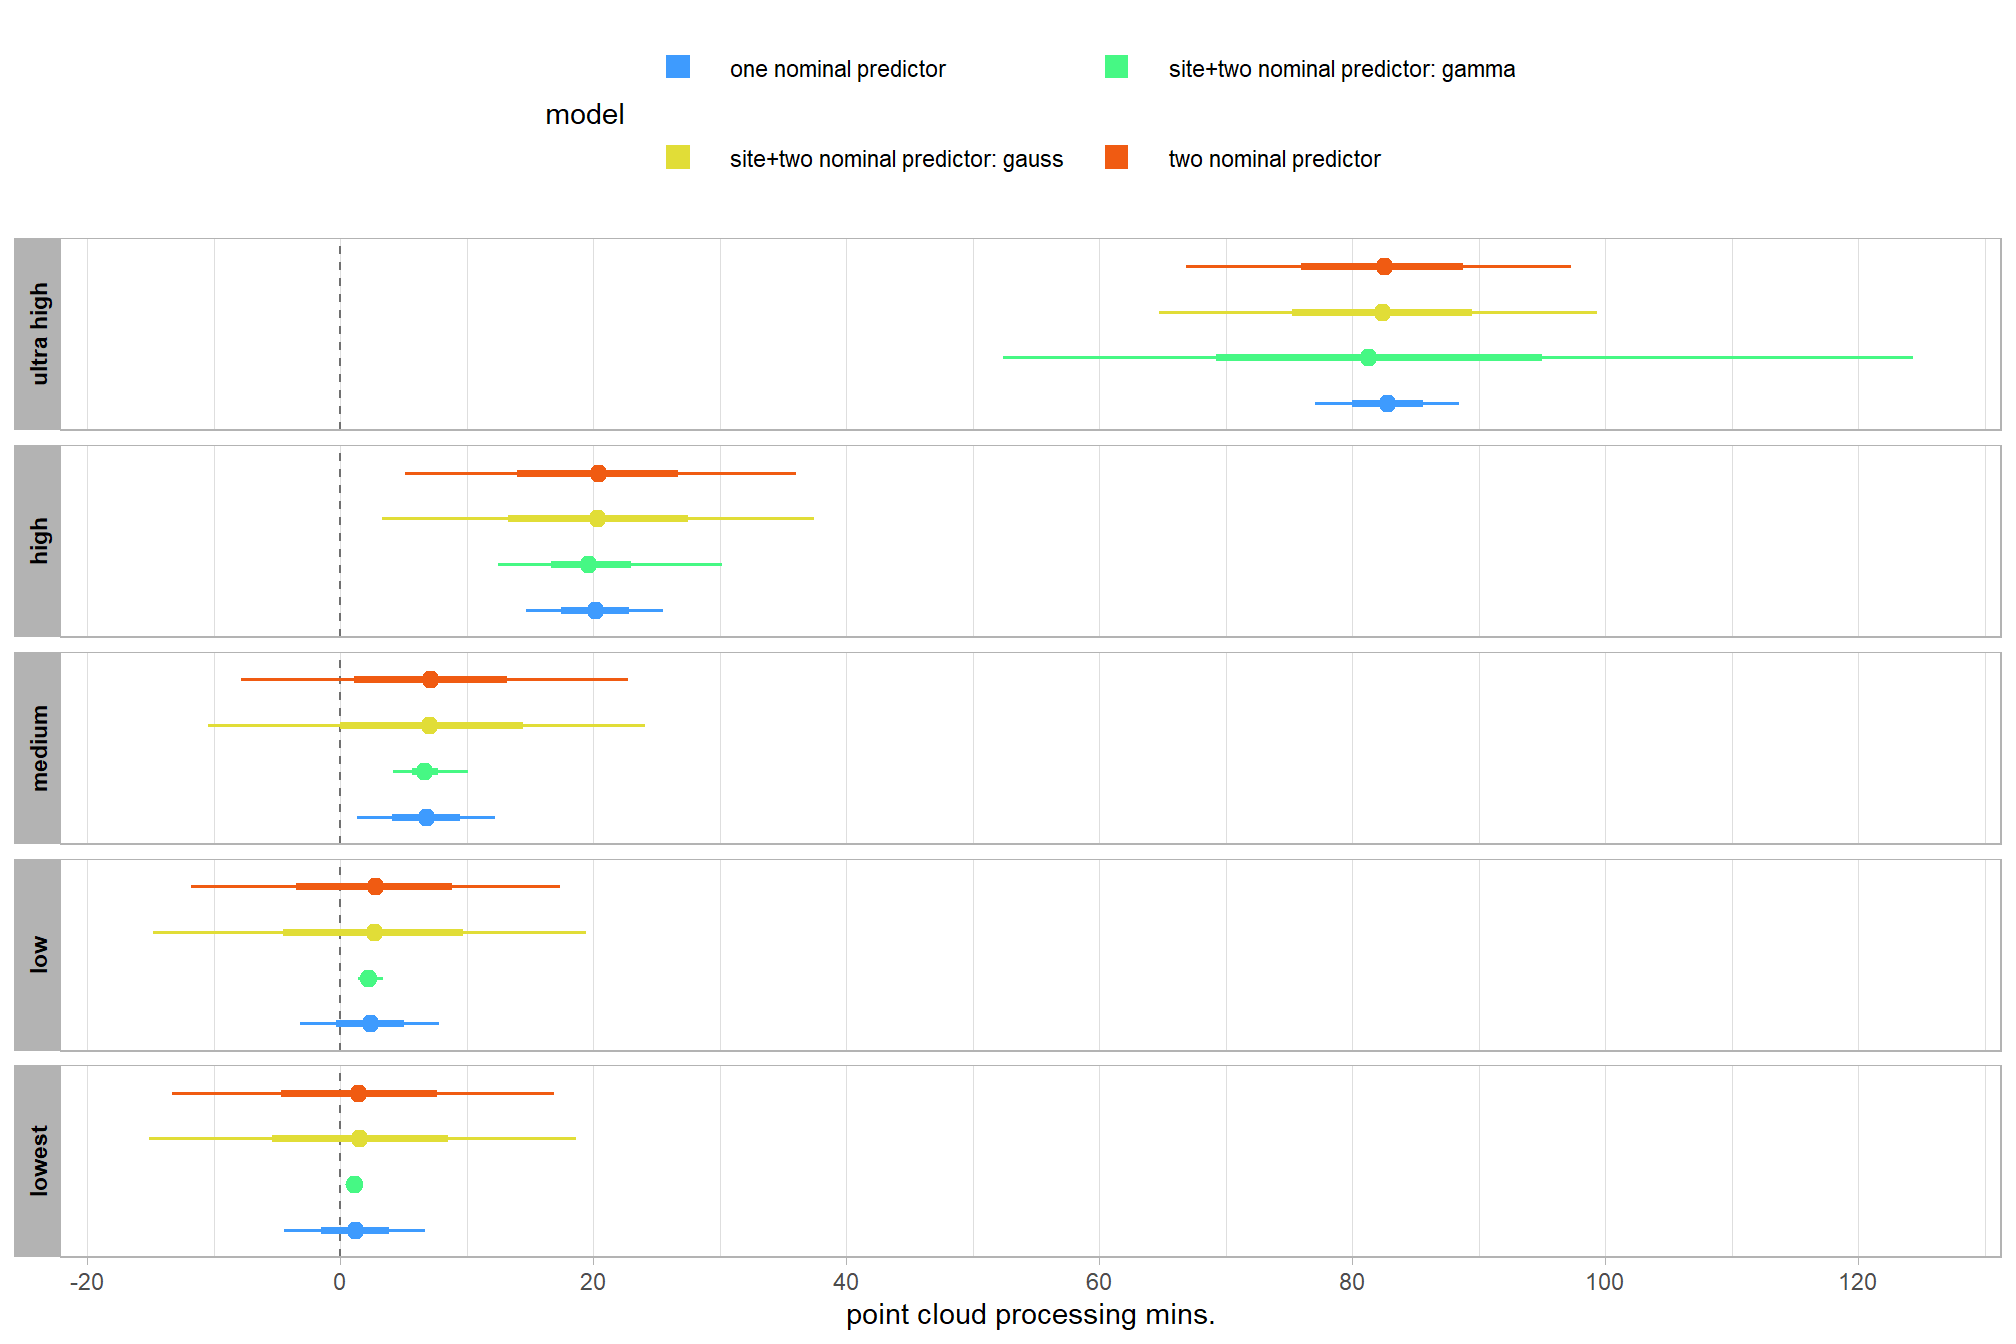 model
one nominal predictor
site+two nominal predictor: gamma
site+two nominal predictor: gauss
two nominal predictor
ultra high
high
medium
low
lowest
-20 0 20 40 60 80 100 120
point cloud processing mins.